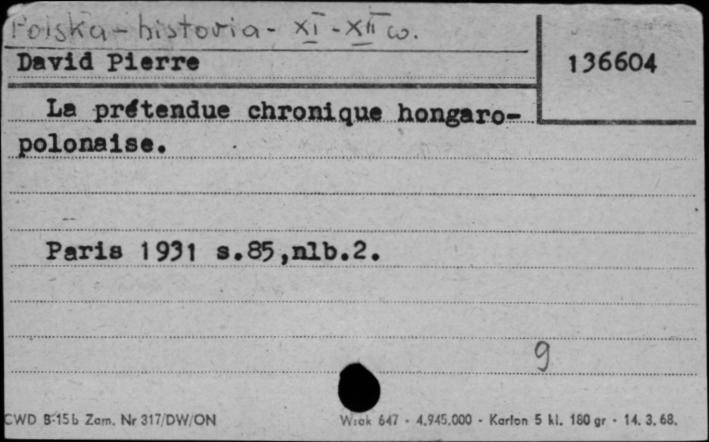 Polska - historia - XI - XII w.
David Pierre
136604
La prétendue chronique hongaro-
polonaise.
Paris 1931 s.85,nlb.2.
9
CWD B-15b Zam. Nr 317/DW/ON
647 - 4.945.000 - Karton 5 kl. 180 gr - 14. 3. 68.